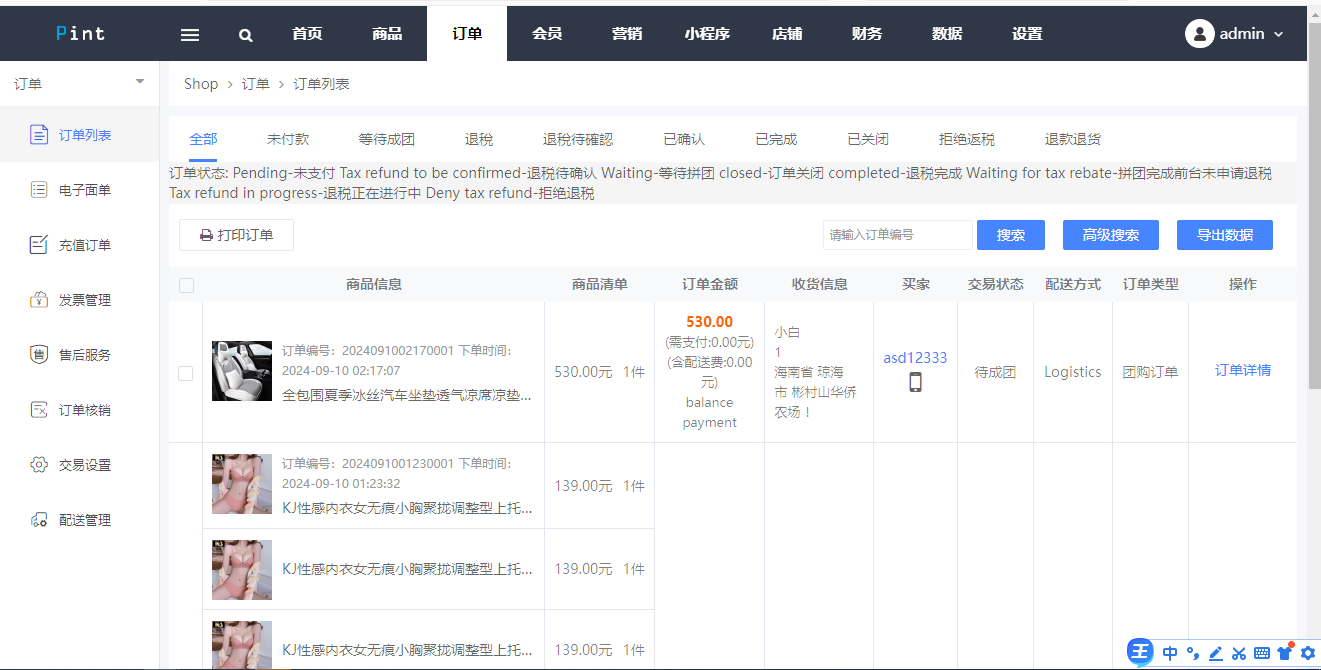 Pint
首页
商品
订单
会员
营销
小程序
店铺
财务
数据
设置
admin
订单
Shop > 订单 > 订单列表
订单列表
电子面单
充值订单
发票管理
售后服务
订单核销
交易设置
配送管理
全部
未付款
等待成团
退税
退税待確認
已确认
已完成
已关闭
拒绝返税
退款退货
订单状态: Pending-未支付 Tax refund to be confirmed-退税待确认 Waiting-等待拼团 closed-订单关闭 completed-退税完成 Waiting for tax rebate-拼团完成前台未申请退税
Tax refund in progress-退税正在进行中 Deny tax refund-拒绝退税
打印订单
请输入订单编号
搜索
高级搜索
导出数据
商品信息
商品清单
订单金额
收货信息
买家
交易状态
配送方式
订单类型
操作
订单编号：2024091002170001 下单时间：
2024-09-10 02:17:07
全包围夏季冰丝汽车坐垫透气凉席凉垫...
530.00元 1件
530.00
(需支付:0.00元)
(含配送费:0.00
元)
balance
payment
小白
1
海南省 琼海
市 彬村山华侨
农场！
asd12333
待成团
Logistics
团购订单
订单详情
订单编号：2024091001230001 下单时间：
2024-09-10 01:23:32
KJ性感内衣女无痕小胸聚拢调整型上托...
139.00元 1件
KJ性感内衣女无痕小胸聚拢调整型上托...
139.00元 1件
KJ性感内衣女无痕小胸聚拢调整型上托...
139.00元 1件
王 中